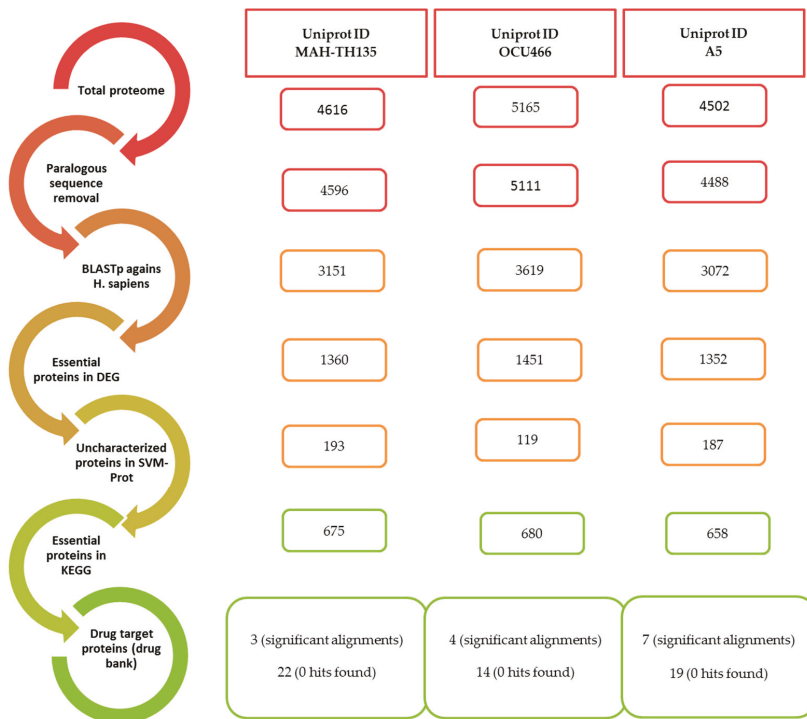 Uniprot ID
MAH-TH135
Uniprot ID
OCU466
Uniprot ID
A5
Total proteome
4616
5165
4502
Paralogous
sequence
removal
4596
5111
4488
BLASTp agains
H. sapiens
3151
3619
3072
Essential
proteins in DEG
1360
1451
1352
Uncharacterized
proteins in SVM-
Prot
193
119
187
Essential
proteins in
KEGG
675
680
658
Drug target
proteins (drug
bank)
3 (significant alignments)
22 (0 hits found)
4 (significant alignments)
14 (0 hits found)
7 (significant alignments)
19 (0 hits found)